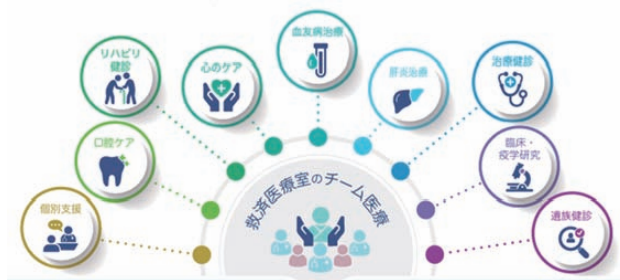 血友病治療
リハビリ
健診
心のケア
肝炎治療
治療健診
口腔ケア
臨床・
疫学研究
個別支援
遺族健診
救済医療室のチーム医療